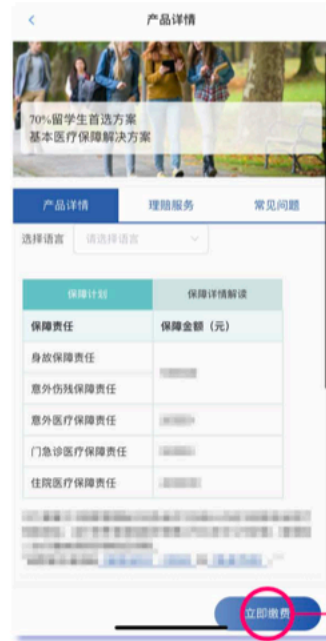 产品详情
70%留学生首选方案
基本医疗保障解决方案
产品详情 理赔服务 常见问题
选择语言 请选择语言
保障计划 保障详情解读
保障责任 保障金额（元）
身故保障责任
意外伤残保障责任
意外医疗保障责任
门急诊医疗保障责任
住院医疗保障责任
立即缴费